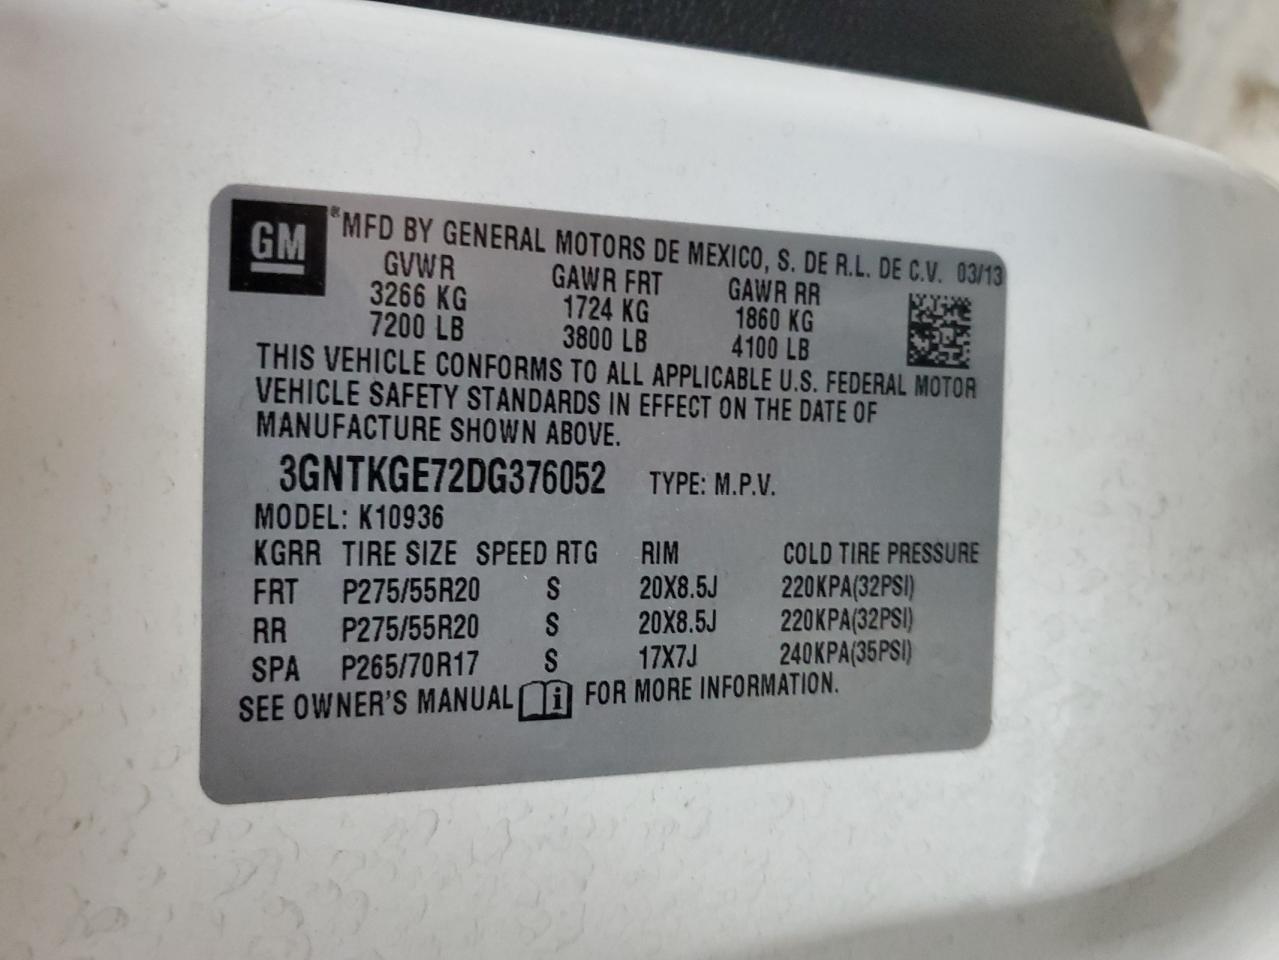 GM ® MFD BY GENERAL MOTORS DE MEXICO, S. DE R.L. DE C.V. 03/13
GVWR GAWR FRT GAWR RR
3266 KG 1724 KG 1860 KG
7200 LB 3800 LB 4100 LB
THIS VEHICLE CONFORMS TO ALL APPLICABLE U.S. FEDERAL MOTOR
VEHICLE SAFETY STANDARDS IN EFFECT ON THE DATE OF
MANUFACTURE SHOWN ABOVE.
3GNTKGE72DG376052 TYPE: M.P.V.
MODEL: K10936
KGRR TIRE SIZE SPEED RTG RIM COLD TIRE PRESSURE
FRT P275/55R20 S 20X8.5J 220KPA(32PSI)
RR P275/55R20 S 20X8.5J 220KPA(32PSI)
SPA P265/70R17 S 17X7J 240KPA(35PSI)
SEE OWNER'S MANUAL i FOR MORE INFORMATION.